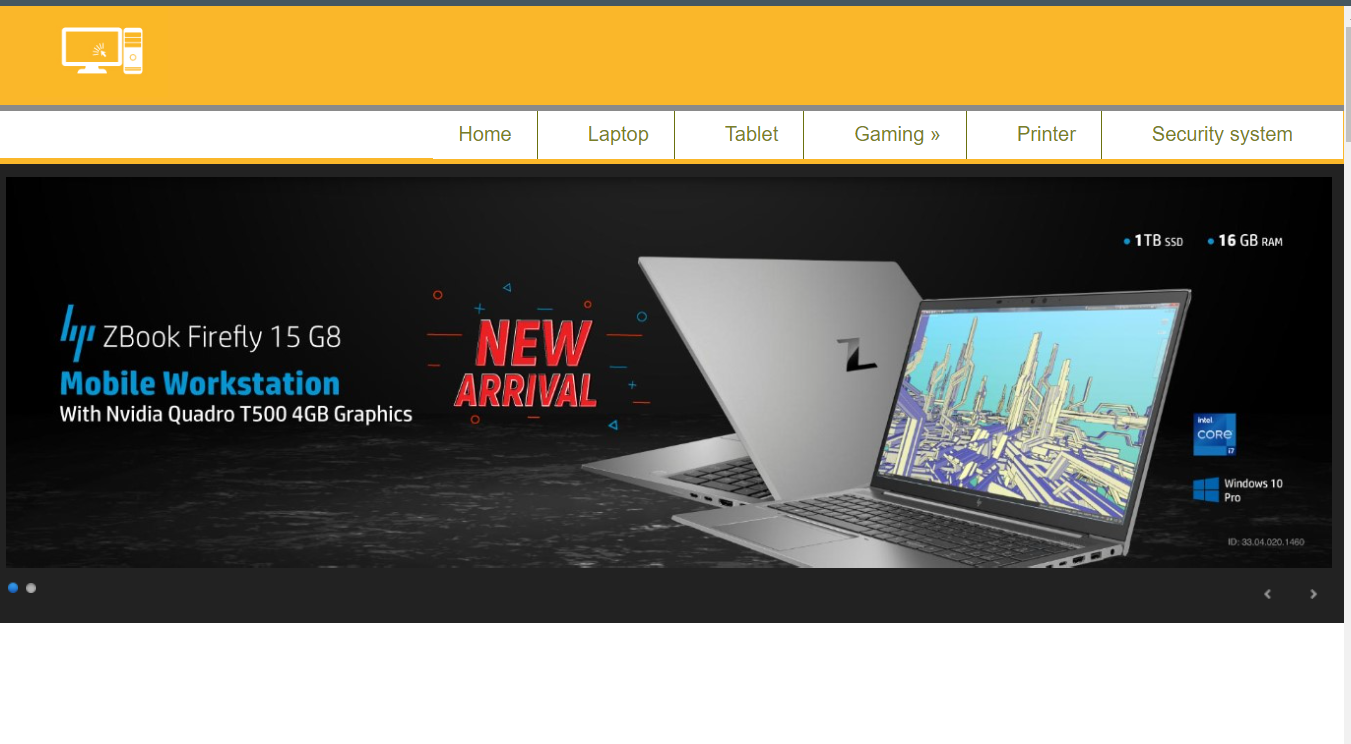 Home
Laptop
Tablet
Gaming »
Printer
Security system
1TB SSD
16 GB RAM
hp ZBook Firefly 15 G8
Mobile Workstation
With Nvidia Quadro T500 4GB Graphics
NEW
ARRIVAL
intel
CORE
i7
Windows 10
Pro
ID: 33.04.020.1460